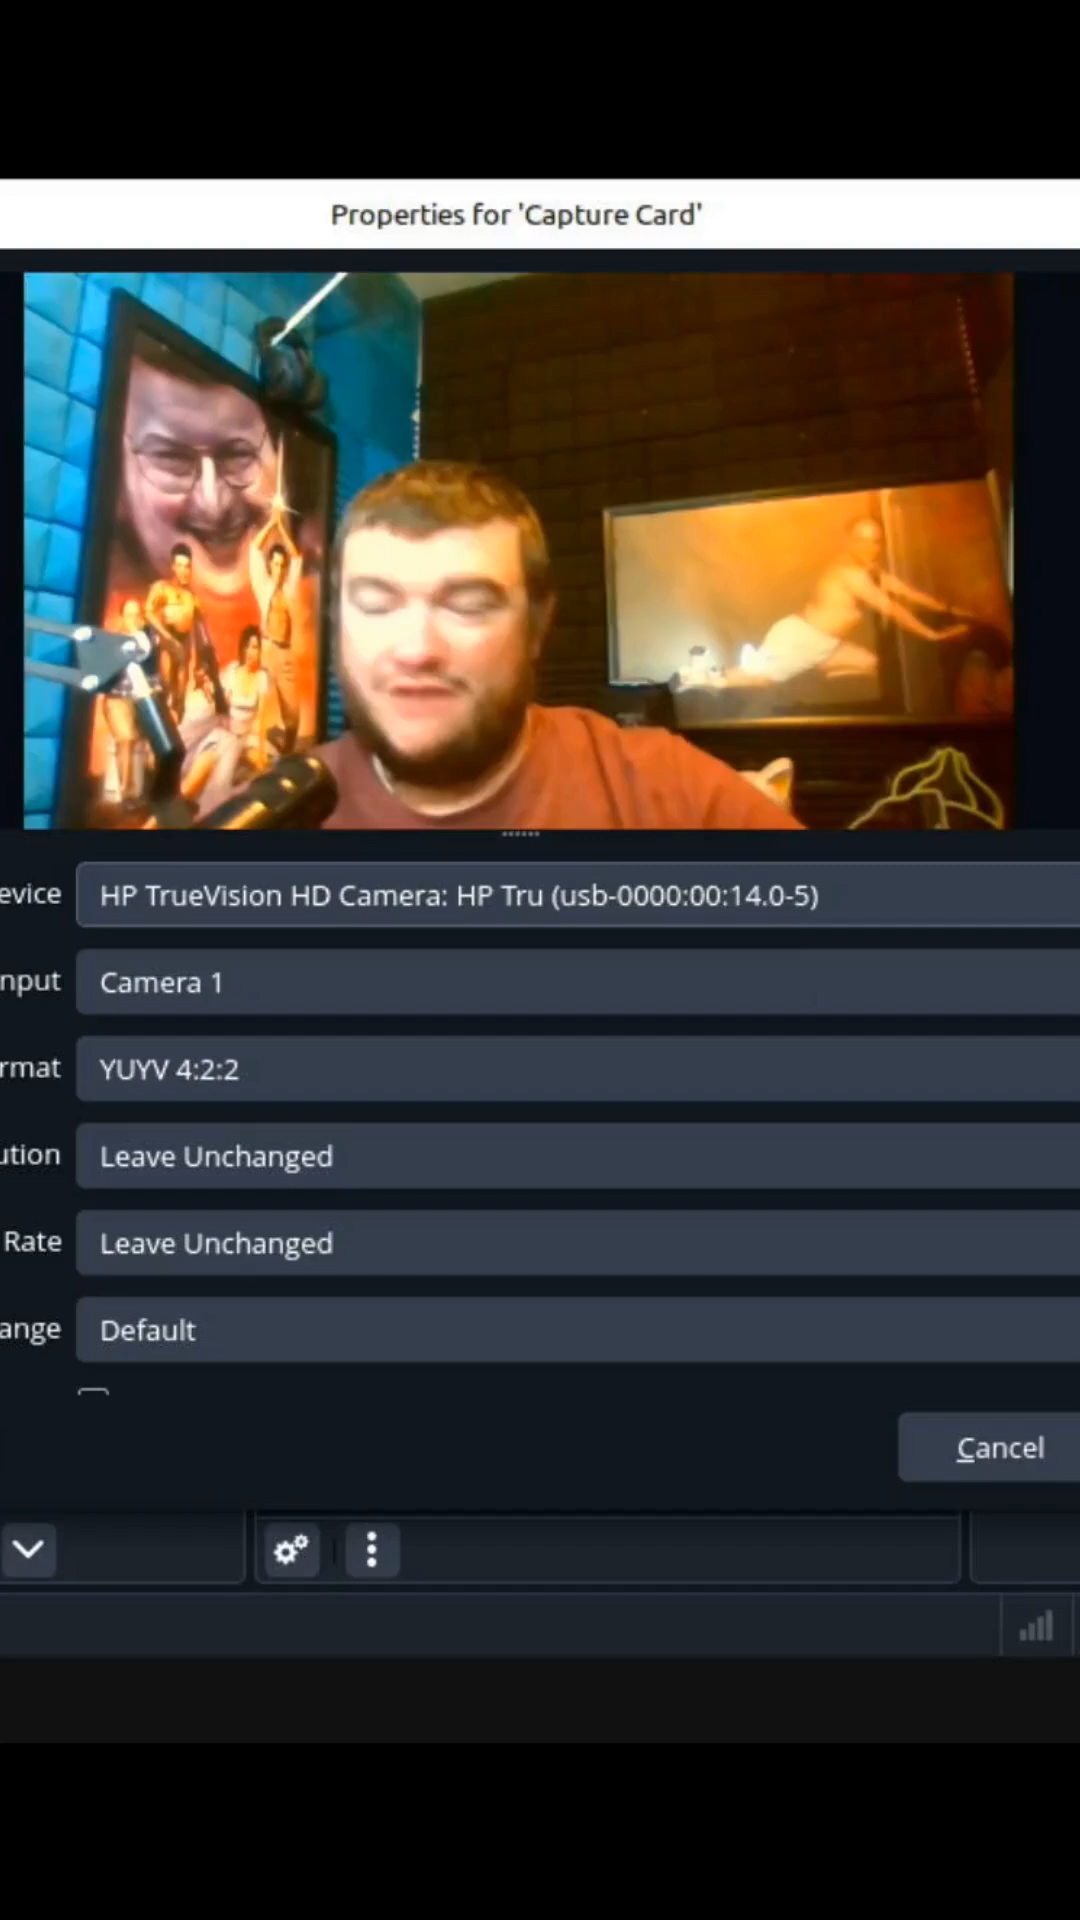 Properties for 'Capture Card'
evice HP TrueVision HD Camera: HP Tru (usb-0000:00:14.0-5)
nput Camera 1
rmat YUYV 4:2:2
ution Leave Unchanged
Rate Leave Unchanged
ange Default
Cancel